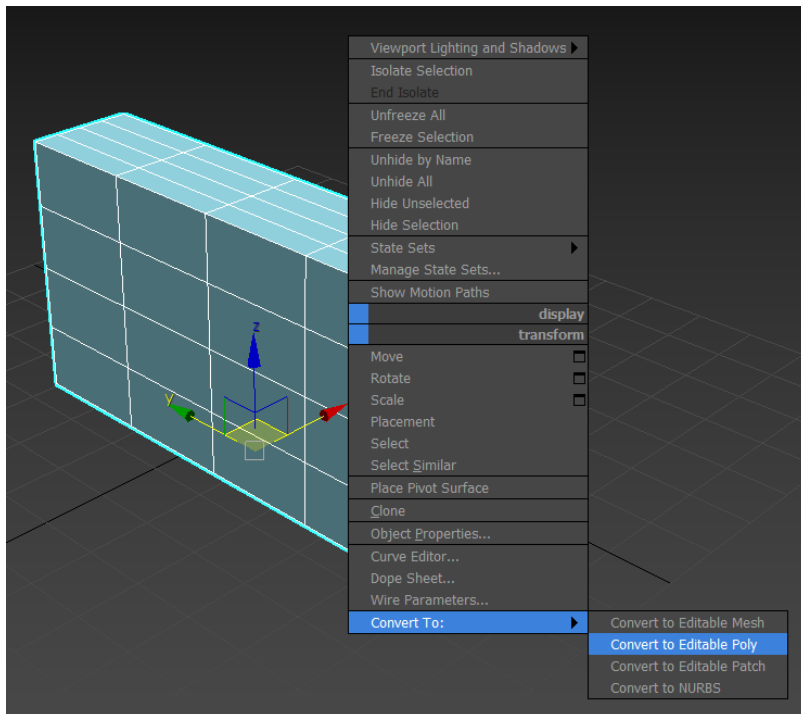 Viewport Lighting and Shadows
Isolate Selection
End Isolate
Unfreeze All
Freeze Selection
Unhide by Name
Unhide All
Hide Unselected
Hide Selection
State Sets
Manage State Sets...
Show Motion Paths
display
transform
Move
Rotate
Scale
Placement
Select
Select Similar
Place Pivot Surface
Clone
Object Properties...
Curve Editor...
Dope Sheet...
Wire Parameters...
Convert To:
Convert to Editable Mesh
Convert to Editable Poly
Convert to Editable Patch
Convert to NURBS
z
y